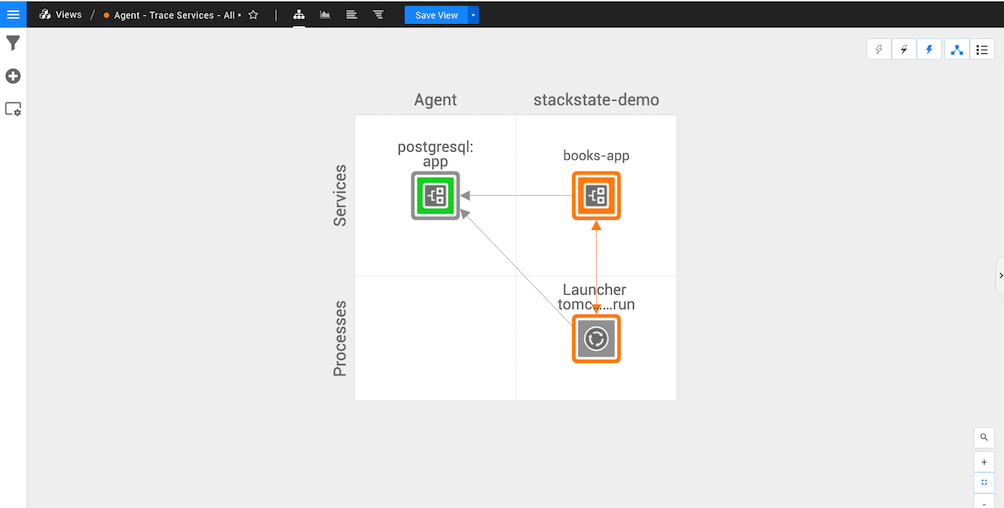 Views / Agent - Trace Services - All • Save View
Agent stackstate-demo
postgresql:
app
books-app
Services
Launcher
tomc.....run
Processes